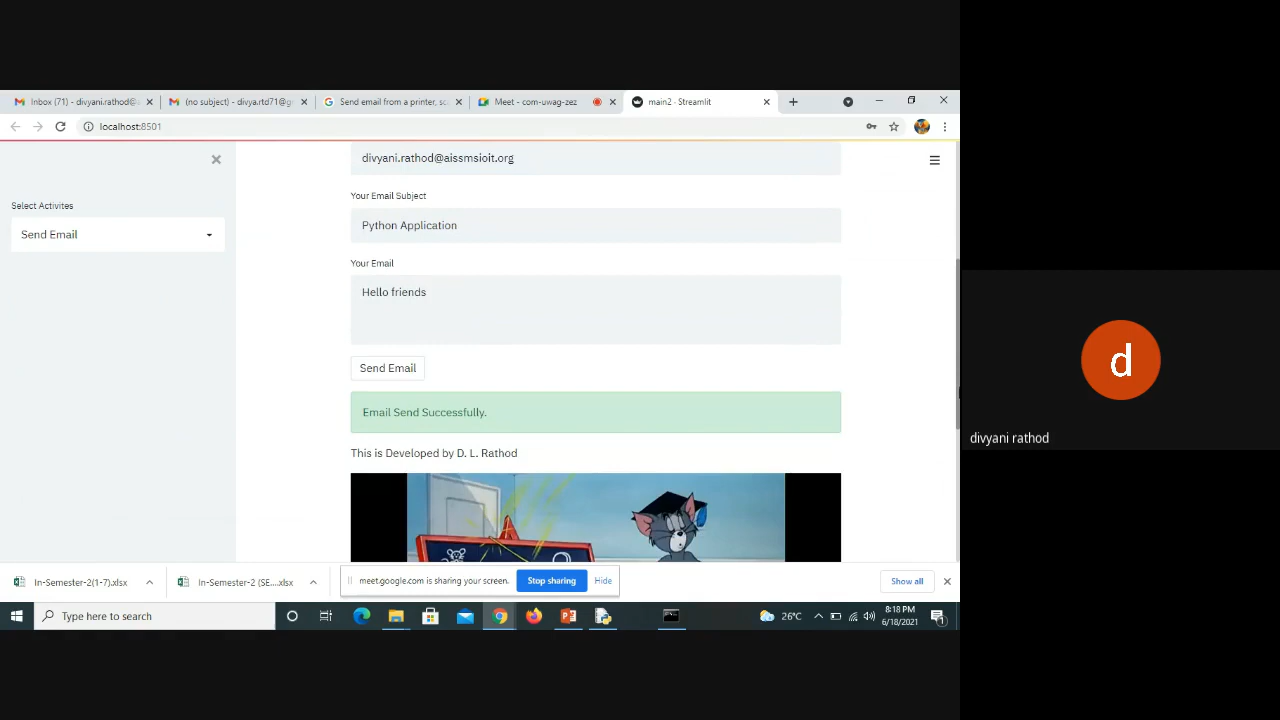 Inbox (71) - divyani.rathod@
(no subject) - divya.rtd71@g
Send email from a printer, sc
Meet - com-uwag-zez
main2 · Streamlit
localhost:8501
Select Activites
Send Email
divyani.rathod@aissmsioit.org
Your Email Subject
Python Application
Your Email
Hello friends
Send Email
Email Send Successfully.
This is Developed by D. L. Rathod
d
divyani rathod
In-Semester-2(1-7).xlsx
In-Semester-2 (SE....xlsx
meet.google.com is sharing your screen.
Stop sharing
Hide
Show all
Type here to search
26°C
8:18 PM
6/18/2021
1